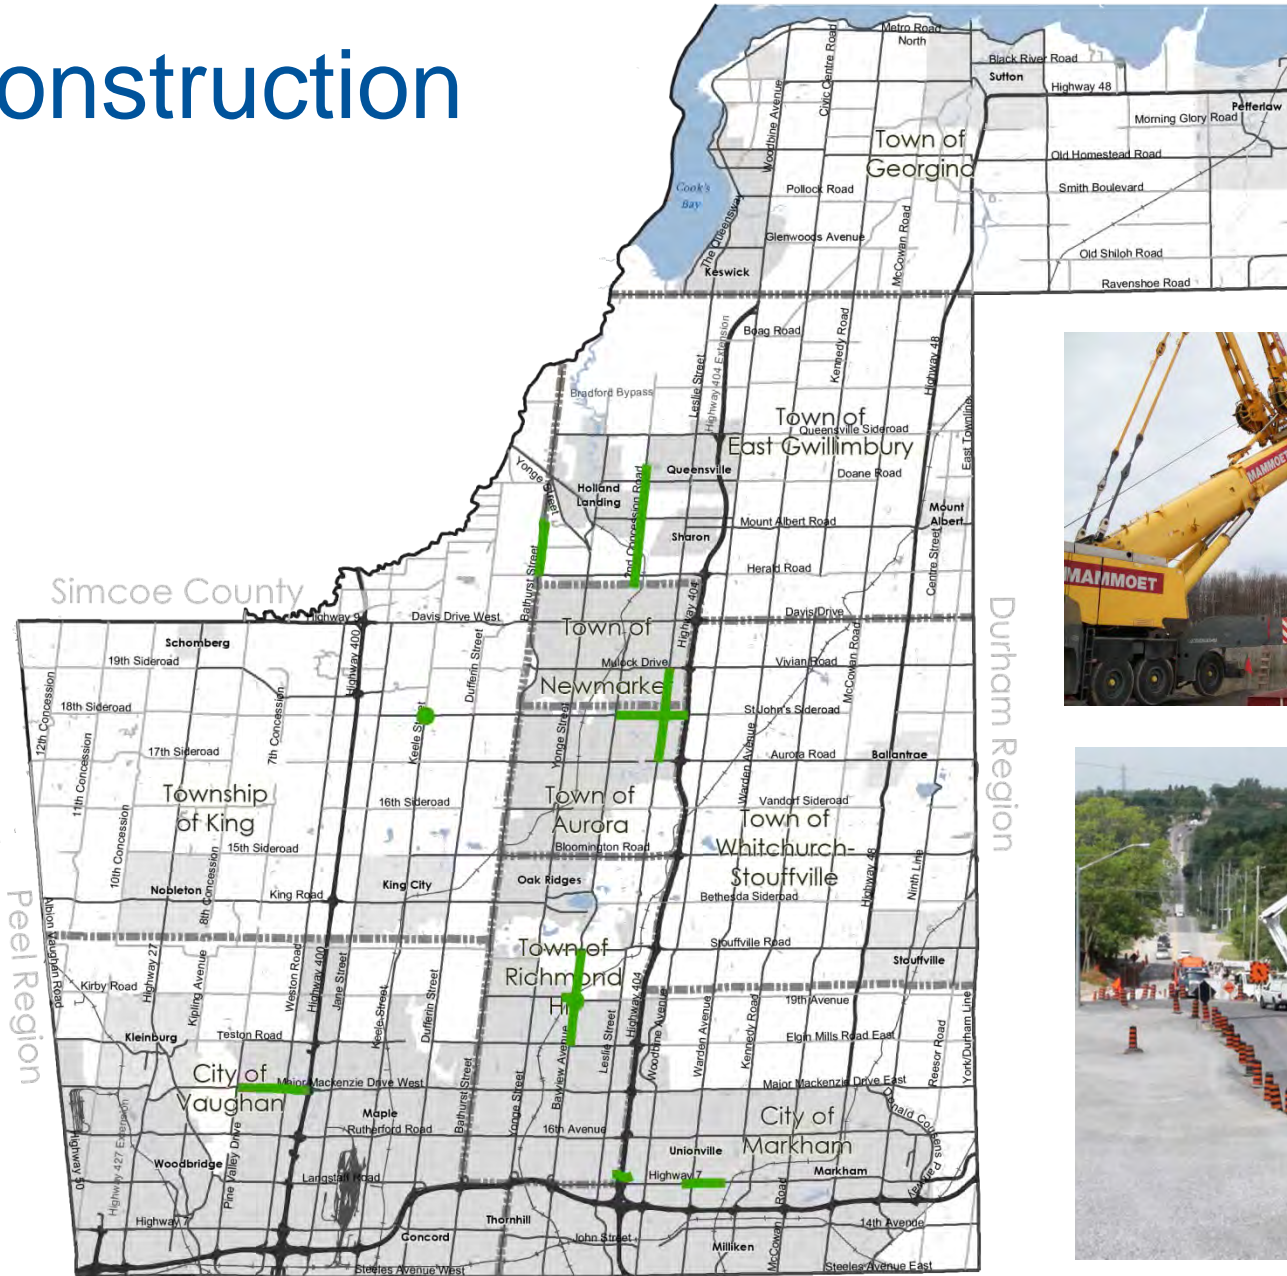 onstruction
Metro Road
North
Black River Road
Sutton
Highway 48
Pefferlaw
Morning Glory Road
Civic Centre Road
Woodbine Avenue
Town of
Georgina
Old Homestead Road
Cook's
Bay
Pollock Road
Smith Boulevard
The Queensway
Glenwoods Avenue
McCowan Road
Old Shiloh Road
Keswick
Ravenshoe Road
Boag Road
Kennedy Road
Highway 48
Leslie Street
Highway 404 Extension
Bradford Bypass
Town of
East Gwillimbury
Queensville Sideroad
East Townline
Yonge Street
Queensville
Doane Road
Holland
Landing
2nd Concession Road
Mount
Albert
Mount Albert Road
Sharon
Bathurst Street
Herald Road
Centre Street
Simcoe County
Durham Region
Highway 9
Davis Drive West
Highway 404
Davis Drive
Schomberg
Town of
Newmarke
19th Sideroad
Highway 400
Dufferin Street
Mulock Drive
Vivian Road
McCowan Road
12th Concession
18th Sideroad
7th Concession
Keele Street
Yonge Street
St John's Sideroad
17th Sideroad
Aurora Road
Ballantrae
11th Concession
Warden Avenue
Township
of King
16th Sideroad
Town of
Aurora
Vandorf Sideroad
Town of
Whitchurch-
Stouffville
15th Sideroad
Bloomington Road
10th Concession
8th Concession
Nobleton
King Road
King City
Oak Ridges
Highway 48
Ninth Line
Bethesda Sideroad
Peel Region
Albion Vaughan Road
Town of
Richmond
Hi
Stouffville Road
Stouffville
Kirby Road
Highway 27
Kipling Avenue
Weston Road
Highway 400
Jane Street
Keele Street
Dufferin Street
Highway 404
Woodbine Avenue
Warden Avenue
Kennedy Road
19th Avenue
Kleinburg
Teston Road
Leslie Street
Elgin Mills Road East
Reesor Road
York/Durham Line
City of
Vaughan
Major Mackenzie Drive West
Bathurst Street
Yonge Street
Bayview Avenue
Major Mackenzie Drive East
Donald Cousens Parkway
Maple
Rutherford Road
16th Avenue
City of
Markham
Highway 50
Highway 427 Extension
Woodbridge
Pine Valley Drive
Langstaff Road
Unionville
Highway 7
Markham
Highway 7
Thornhill
McCowan Road
14th Avenue
Concord
John Street
Milliken
Steeles Avenue West
Steeles Avenue East
MAMMOET
MAMMOET